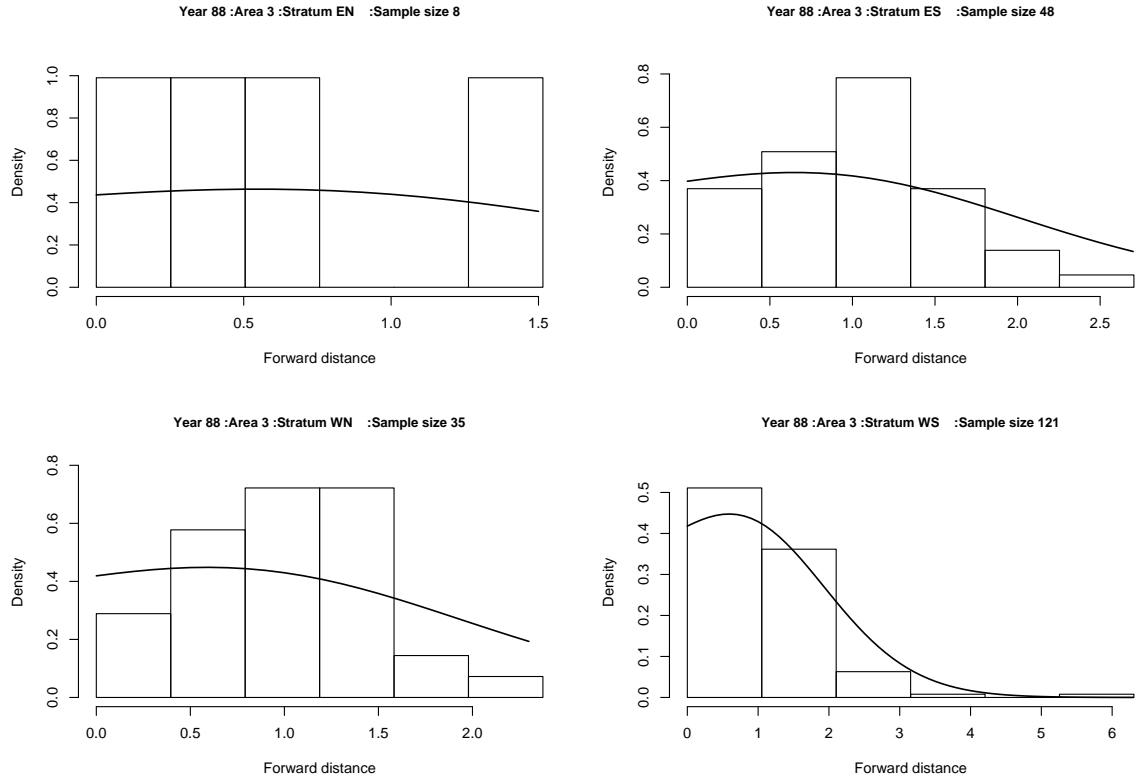 Year 88 :Area 3 :Stratum EN :Sample size 8
Density
0.0 0.2 0.4 0.6 0.8 1.0
0.0 0.5 1.0 1.5
Forward distance
Year 88 :Area 3 :Stratum ES :Sample size 48
Density
0.0 0.2 0.4 0.6 0.8
0.0 0.5 1.0 1.5 2.0 2.5
Forward distance
Year 88 :Area 3 :Stratum WN :Sample size 35
Density
0.0 0.2 0.4 0.6 0.8
0.0 0.5 1.0 1.5 2.0
Forward distance
Year 88 :Area 3 :Stratum WS :Sample size 121
Density
0.0 0.1 0.2 0.3 0.4 0.5
0 1 2 3 4 5 6
Forward distance